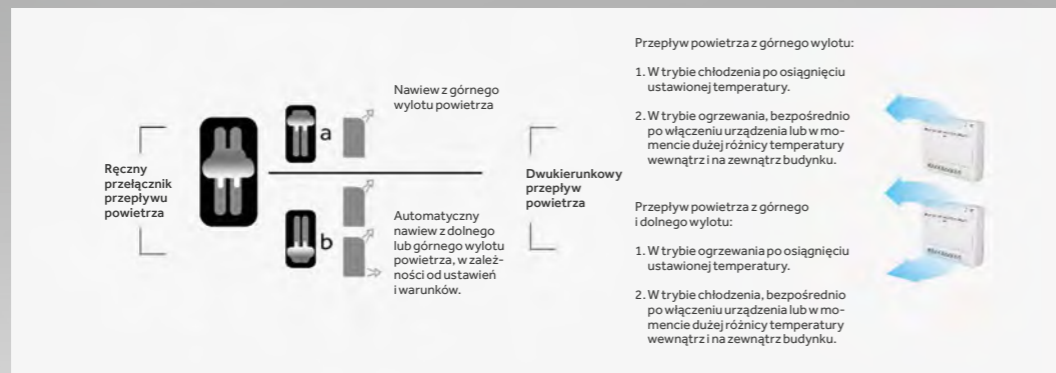 Ręczny
przełącznik
przepływu
powietrza
a
Nawiew z górnego
wylotu powietrza
b
Automatyczny
nawiew z dolnego
lub górnego wylotu
powietrza, w zależ-
ności od ustawień
i warunków.
Dwukierunkowy
przepływ
powietrza
Przepływ powietrza z górnego wylotu:
1. W trybie chłodzenia po osiągnięciu
ustawionej temperatury.
2. W trybie ogrzewania, bezpośrednio
po włączeniu urządzenia lub w mo-
mencie dużej różnicy temperatury
wewnątrz i na zewnątrz budynku.
Przepływ powietrza z górnego
i dolnego wylotu:
1. W trybie ogrzewania po osiągnięciu
ustawionej temperatury.
2. W trybie chłodzenia, bezpośrednio
po włączeniu urządzenia lub w mo-
mencie dużej różnicy temperatury
wewnątrz i na zewnątrz budynku.